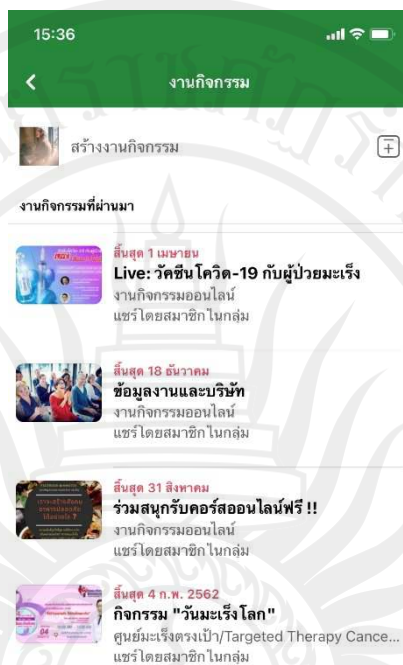 15:36
งานกิจกรรม
สร้างงานกิจกรรม
งานกิจกรรมที่ผ่านมา
สิ้นสุด 1 เมษายน
Live: วัคซีนโควิด-19 กับผู้ป่วยมะเร็ง
งานกิจกรรมออนไลน์
แชร์โดยสมาชิกในกลุ่ม
สิ้นสุด 18 ธันวาคม
ข้อมูลงานและบริษัท
งานกิจกรรมออนไลน์
แชร์โดยสมาชิกในกลุ่ม
สิ้นสุด 31 สิงหาคม
ร่วมสนุกรับคอร์สออนไลน์ฟรี !!
งานกิจกรรมออนไลน์
แชร์โดยสมาชิกในกลุ่ม
สิ้นสุด 4 ก.พ. 2562
กิจกรรม "วันมะเร็งโลก"
ศูนย์มะเร็งตรงเป้า/Targeted Therapy Cance...
แชร์โดยสมาชิกในกลุ่ม